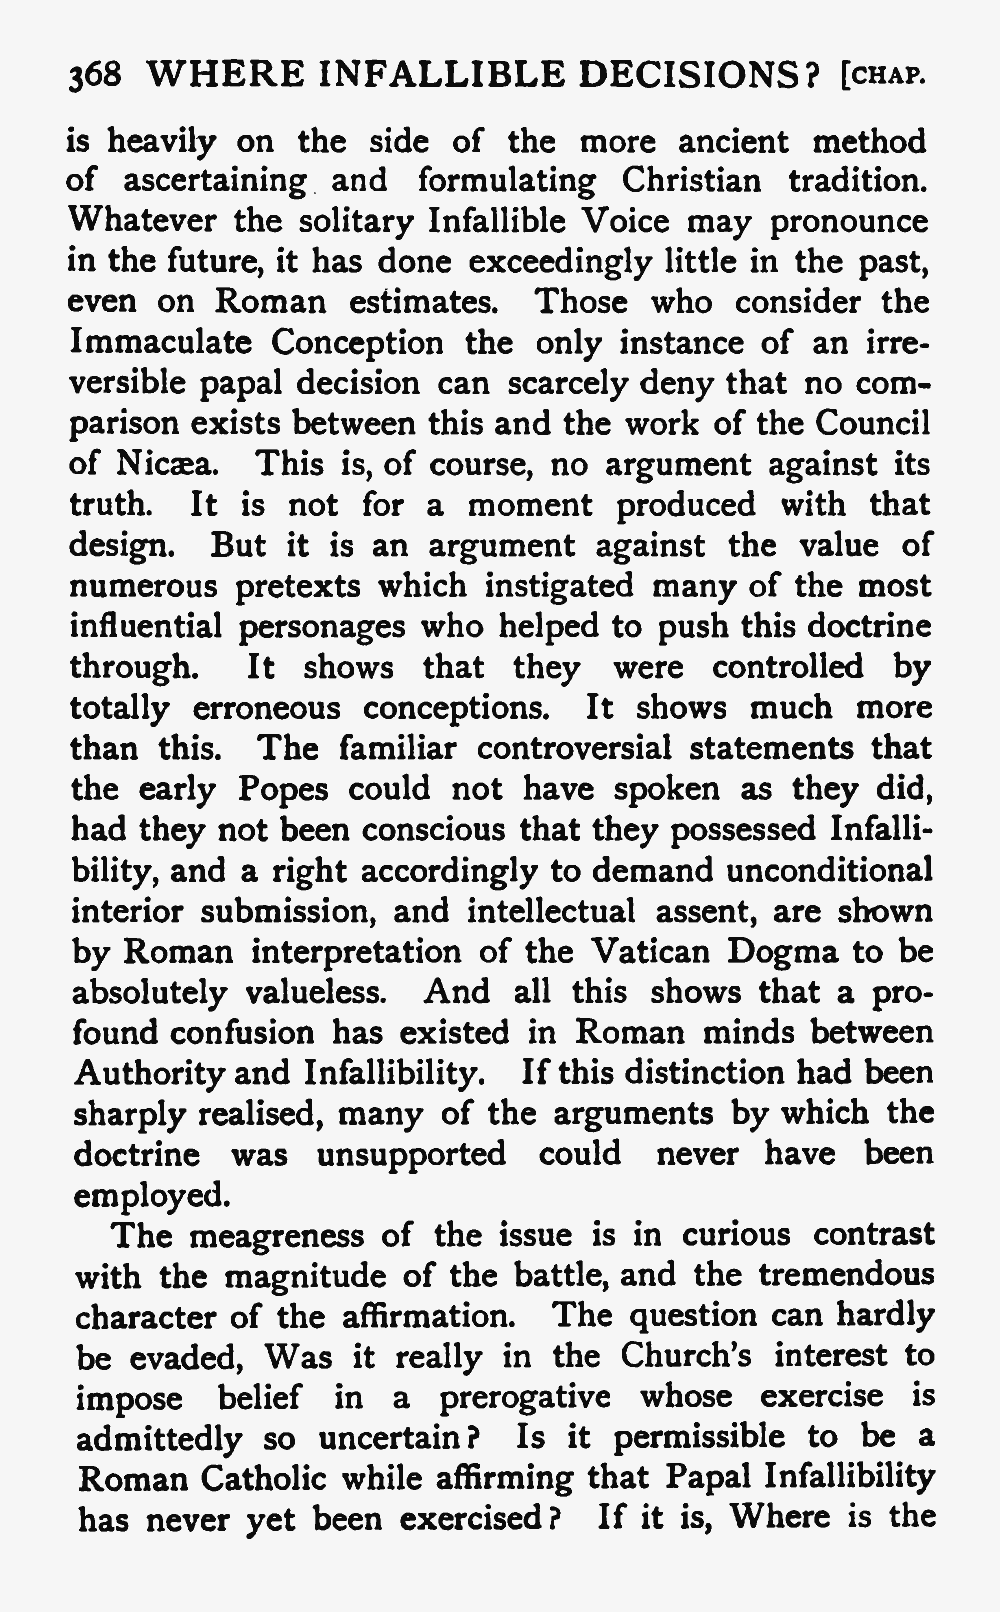 368 WHERE INFALLIBLE DECISIONS? [CHAP.
is heavily on the side of the more ancient method
of ascertaining and formulating Christian tradition.
Whatever the solitary Infallible Voice may pronounce
in the future, it has done exceedingly little in the past,
even on Roman estimates. Those who consider the
Immaculate Conception the only instance of an irre-
versible papal decision can scarcely deny that no com-
parison exists between this and the work of the Council
of Nicæa. This is, of course, no argument against its
truth. It is not for a moment produced with that
design. But it is an argument against the value of
numerous pretexts which instigated many of the most
influential personages who helped to push this doctrine
through. It shows that they were controlled by
totally erroneous conceptions. It shows much more
than this. The familiar controversial statements that
the early Popes could not have spoken as they did,
had they not been conscious that they possessed Infalli-
bility, and a right accordingly to demand unconditional
interior submission, and intellectual assent, are shown
by Roman interpretation of the Vatican Dogma to be
absolutely valueless. And all this shows that a pro-
found confusion has existed in Roman minds between
Authority and Infallibility. If this distinction had been
sharply realised, many of the arguments by which the
doctrine was unsupported could never have been
employed.
The meagreness of the issue is in curious contrast
with the magnitude of the battle, and the tremendous
character of the affirmation. The question can hardly
be evaded, Was it really in the Church's interest to
impose belief in a prerogative whose exercise is
admittedly so uncertain? Is it permissible to be a
Roman Catholic while affirming that Papal Infallibility
has never yet been exercised? If it is, Where is the